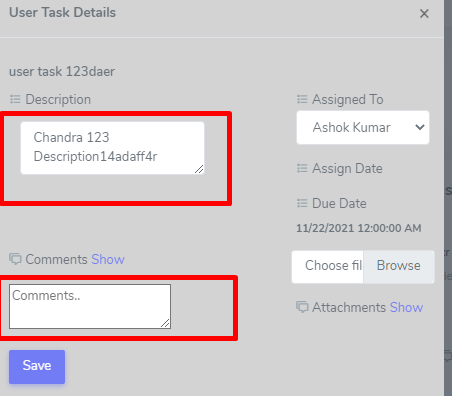 User Task Details ×
user task 123daer
Description
Chandra 123
Description14adaff4r
Assigned To
Ashok Kumar
Assign Date
Due Date
11/22/2021 12:00:00 AM
Comments Show
Comments..
Choose fil Browse
Attachments Show
Save